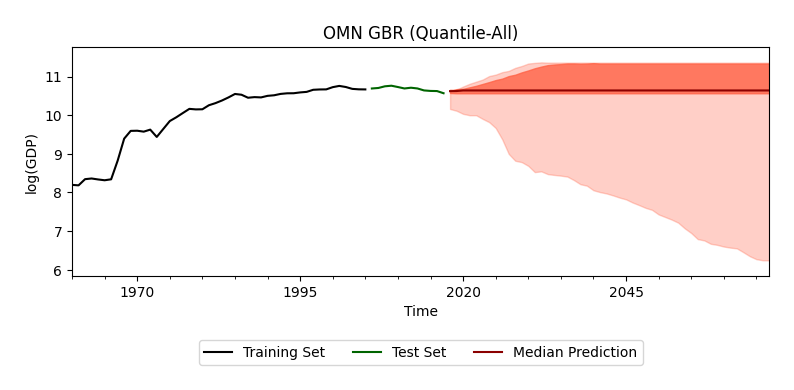 OMN GBR (Quantile-All)
log(GDP)
11
10
9
8
7
6
1970
1995
2020
2045
Time
Training Set
Test Set
Median Prediction